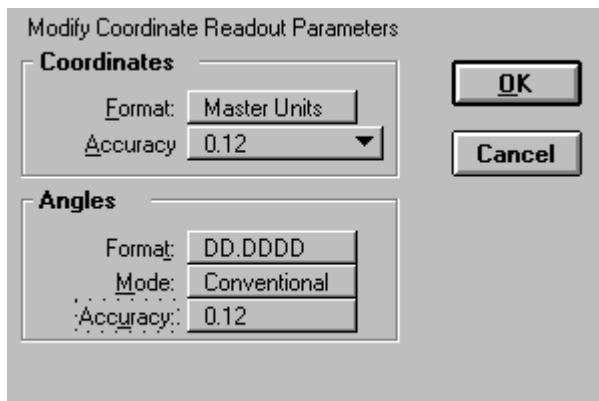 Modify Coordinate Readout Parameters
Coordinates
Format: Master Units
Accuracy 0.12
OK
Cancel
Angles
Format: DD.DDDD
Mode: Conventional
Accuracy: 0.12